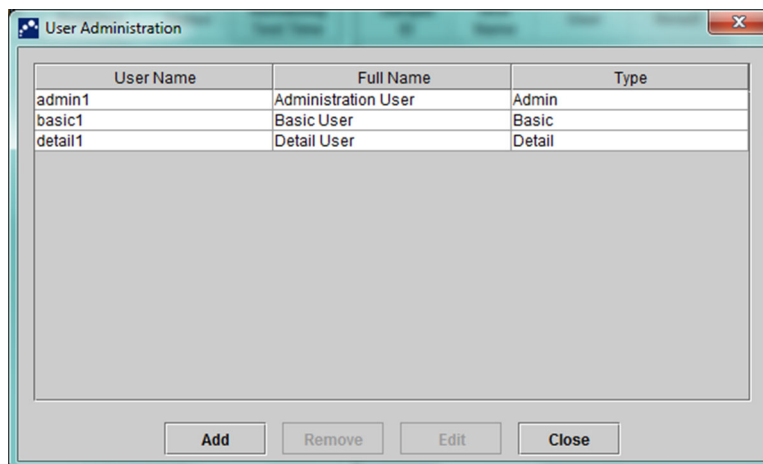 User Administration
User Name Full Name Type
admin1 Administration User Admin
basic1 Basic User Basic
detail1 Detail User Detail
Add Remove Edit Close